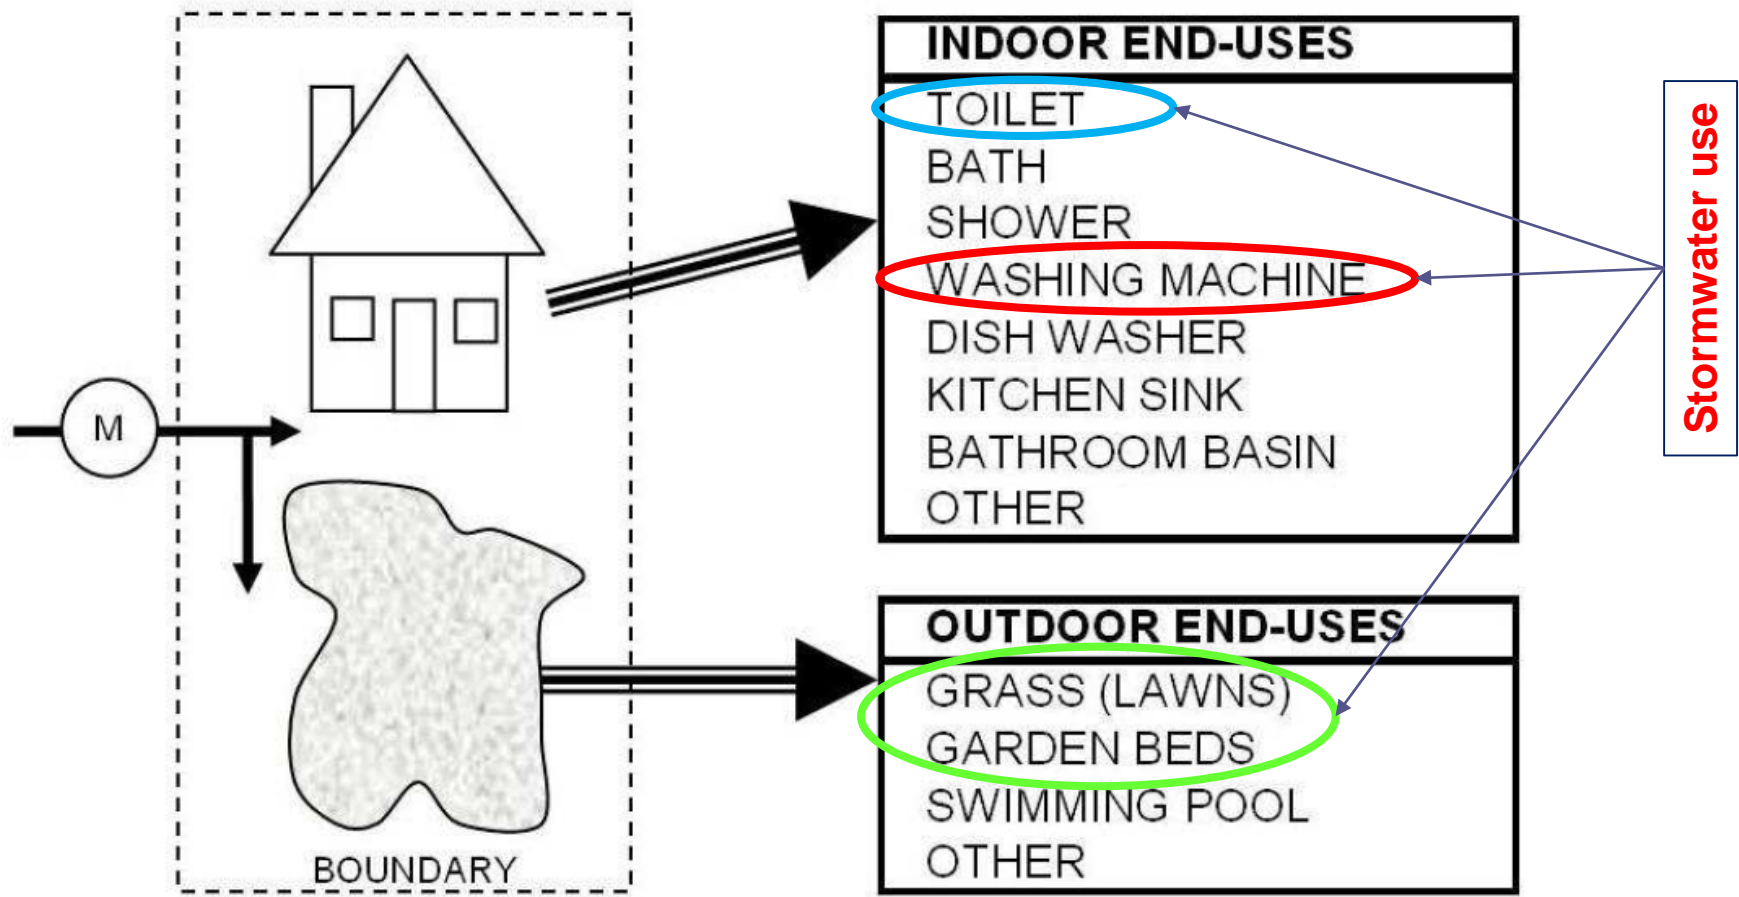 INDOOR END-USES
TOILET
BATH
SHOWER
WASHING MACHINE
DISH WASHER
KITCHEN SINK
BATHROOM BASIN
OTHER
Stormwater use
M
BOUNDARY
OUTDOOR END-USES
GRASS (LAWNS)
GARDEN BEDS
SWIMMING POOL
OTHER